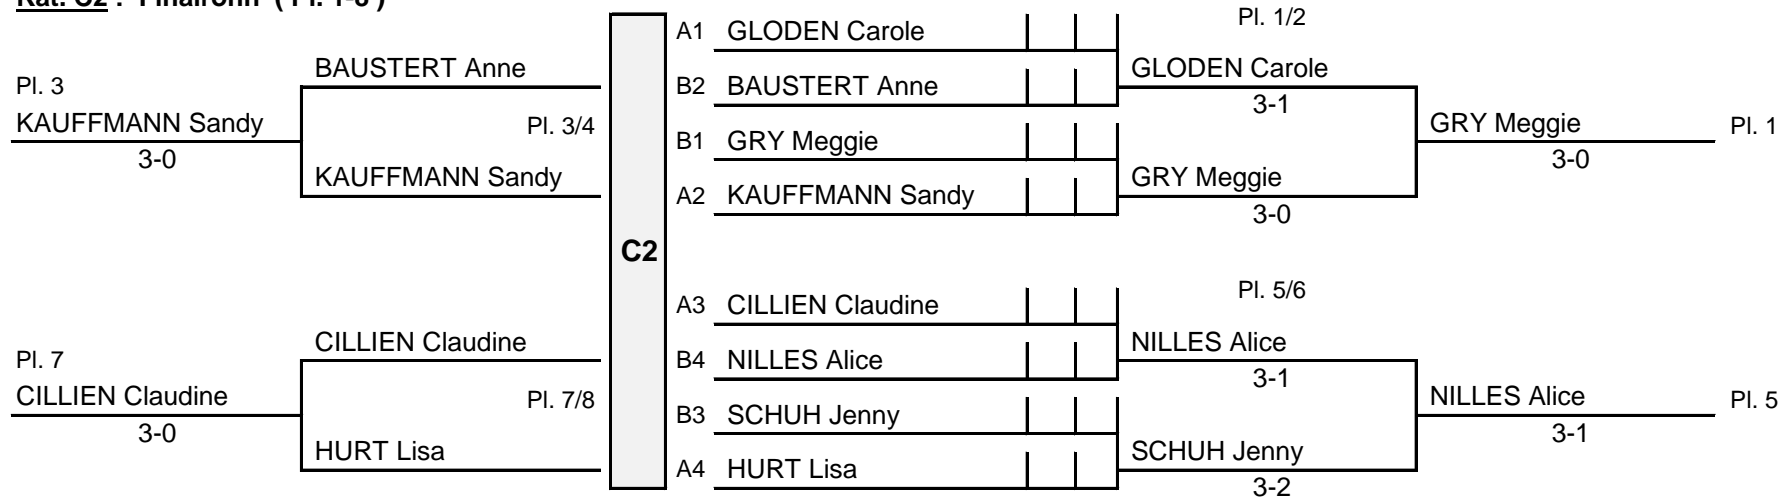 Kat. C2 : Finalronn ( Pl. 1-8 )
Pl. 1/2
A1 GLODEN Carole
BAUSTERT Anne
GLODEN Carole
Pl. 3
B2 BAUSTERT Anne
3-1
KAUFFMANN Sandy
Pl. 3/4
GRY Meggie
Pl. 1
B1 GRY Meggie
3-0
3-0
KAUFFMANN Sandy
GRY Meggie
A2 KAUFFMANN Sandy
3-0
C2
Pl. 5/6
A3 CILLIEN Claudine
CILLIEN Claudine
NILLES Alice
Pl. 7
B4 NILLES Alice
3-1
CILLIEN Claudine
Pl. 7/8
NILLES Alice
Pl. 5
B3 SCHUH Jenny
3-0
3-1
HURT Lisa
SCHUH Jenny
A4 HURT Lisa
3-2